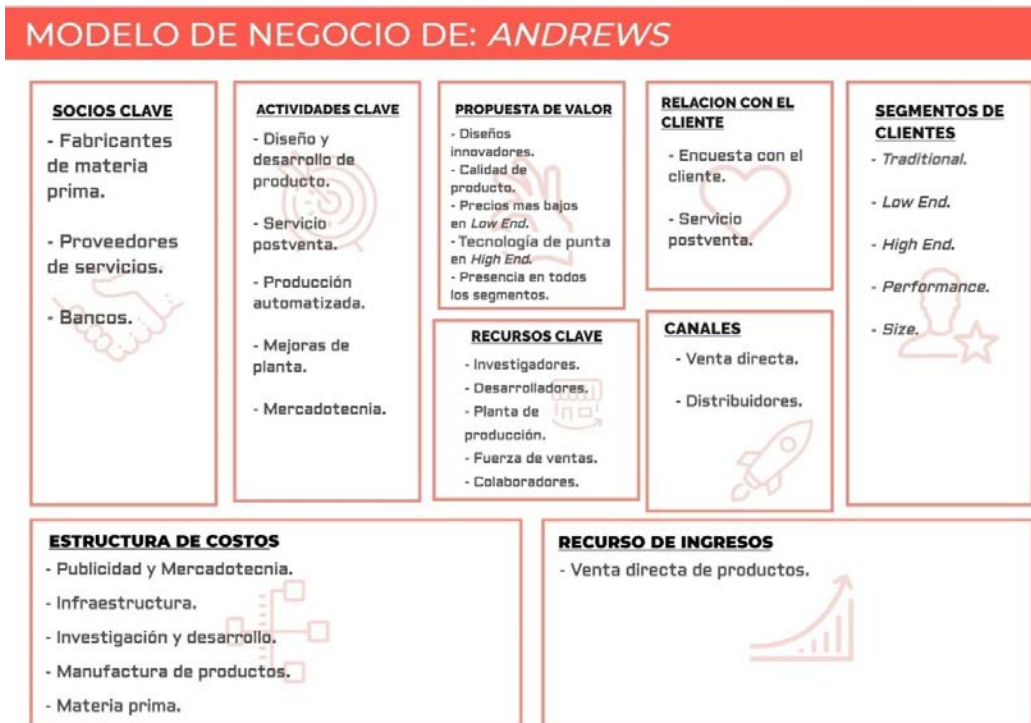 MODELO DE NEGOCIO DE: ANDREWS
SOCIOS CLAVE
- Fabricantes
de materia
prima.
- Proveedores
de servicios.
- Bancos.
ACTIVIDADES CLAVE
- Diseño y
desarrollo de
producto.
- Servicio
postventa.
- Producción
automatizada.
- Mejoras de
planta.
- Mercadotecnia.
PROPUESTA DE VALOR
- Diseños
innovadores.
- Calidad de
producto.
- Precios mas bajos
en Low End.
- Tecnología de punta
en High End.
- Presencia en todos
los segmentos.
RECURSOS CLAVE
- Investigadores.
- Desarrolladores.
- Planta de
producción.
- Fuerza de ventas.
- Colaboradores.
RELACION CON EL
CLIENTE
- Encuesta con el
cliente.
- Servicio
postventa.
CANALES
- Venta directa.
- Distribuidores.
SEGMENTOS DE
CLIENTES
- Traditional.
- Low End.
- High End.
- Performance.
- Size.
ESTRUCTURA DE COSTOS
- Publicidad y Mercadotecnia.
- Infraestructura.
- Investigación y desarrollo.
- Manufactura de productos.
- Materia prima.
RECURSO DE INGRESOS
- Venta directa de productos.